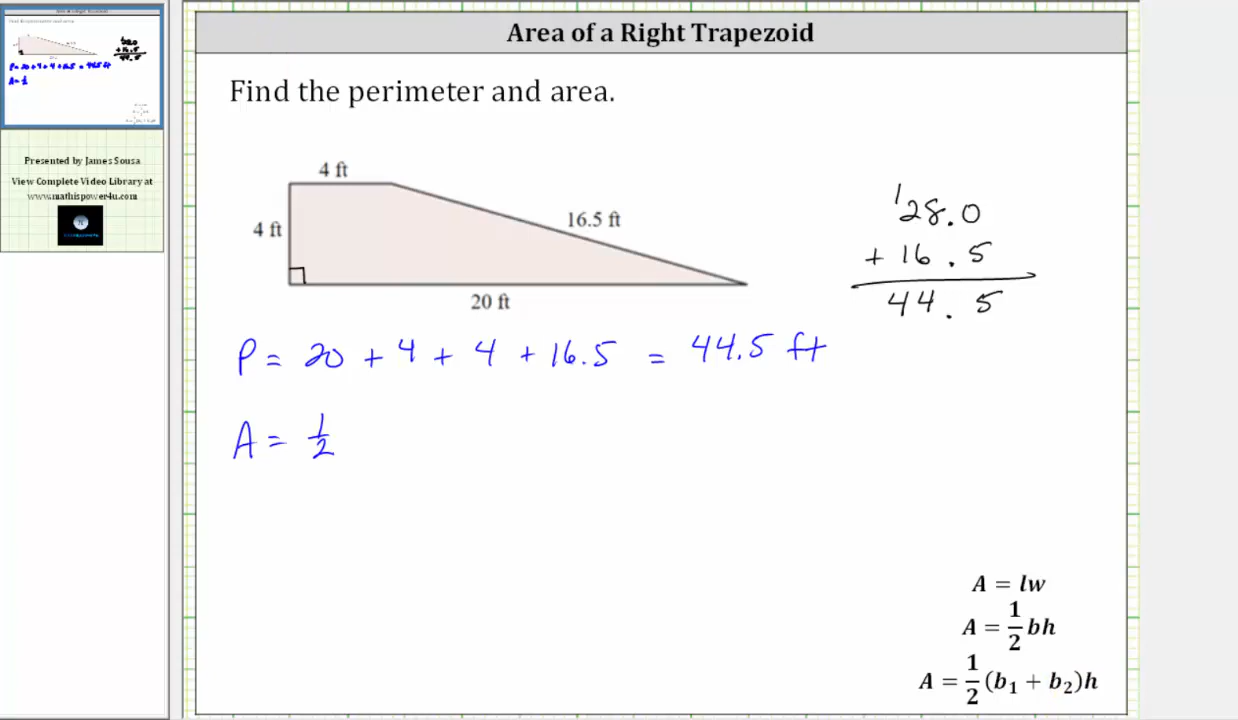 Presented by James Sousa
View Complete Video Library at
www.mathispower4u.com
Area of a Right Trapezoid
Find the perimeter and area.
4 ft
4 ft
16.5 ft
20 ft
1
28.0
+ 16.5
44.5
P = 20 + 4 + 4 + 16.5 = 44.5 ft
A = 1/2
A = lw
A = 1/2 bh
A = 1/2 (b₁ + b₂)h